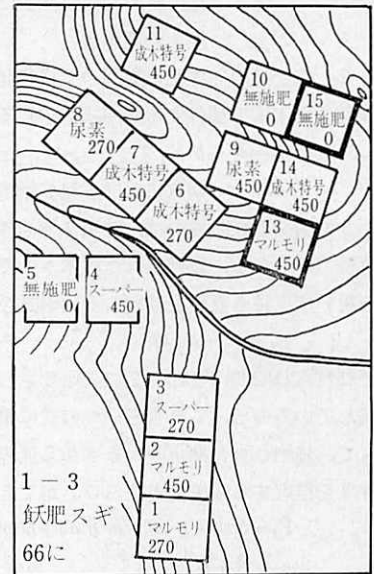 11
成木特号
450
10
無施肥
0
15
無施肥
0
8
尿素
270
7
成木特号
450
6
成木特号
270
9
尿素
450
14
成木特号
450
13
マルモリ
450
5
無施肥
0
4
スーパー
450
3
スーパー
270
2
マルモリ
450
1
マルモリ
270
1－3
飫肥スギ
66に